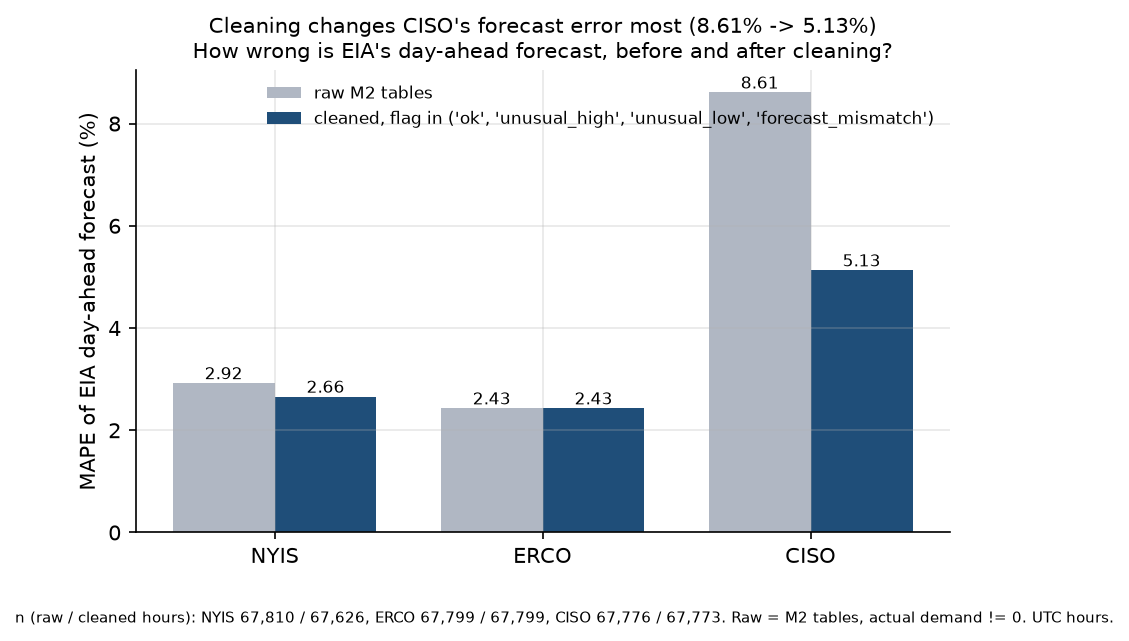 Cleaning changes CISO's forecast error most (8.61% -> 5.13%)
How wrong is EIA's day-ahead forecast, before and after cleaning?
MAPE of EIA day-ahead forecast (%)
raw M2 tables
cleaned, flag in ('ok', 'unusual_high', 'unusual_low', 'forecast_mismatch')
8
6
4
2
0
2.92
2.66
2.43
2.43
8.61
5.13
NYIS
ERCO
CISO
n (raw / cleaned hours): NYIS 67,810 / 67,626, ERCO 67,799 / 67,799, CISO 67,776 / 67,773. Raw = M2 tables, actual demand != 0. UTC hours.